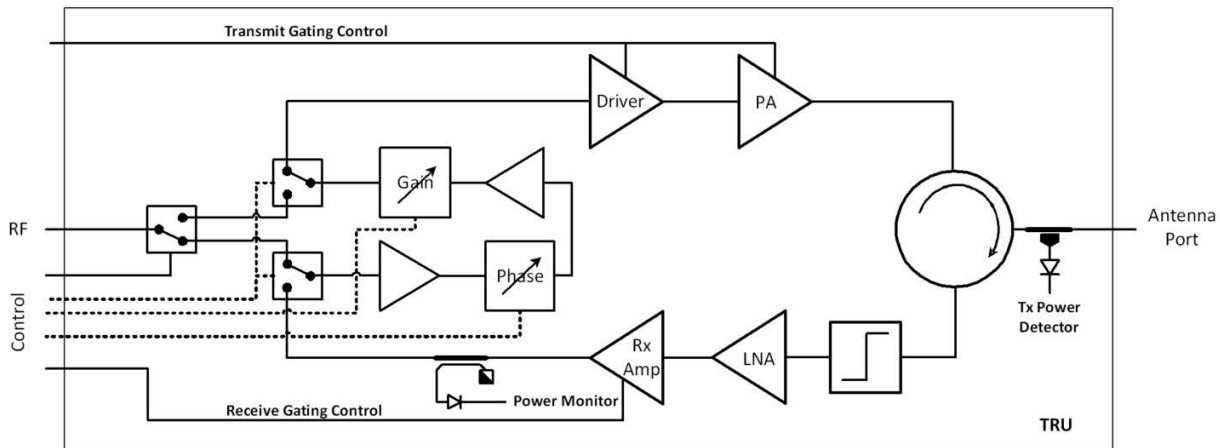 Transmit Gating Control
Driver
PA
Gain
RF
Antenna
Port
Phase
Control
Tx Power
Detector
Rx
Amp
LNA
Power Monitor
Receive Gating Control
TRU